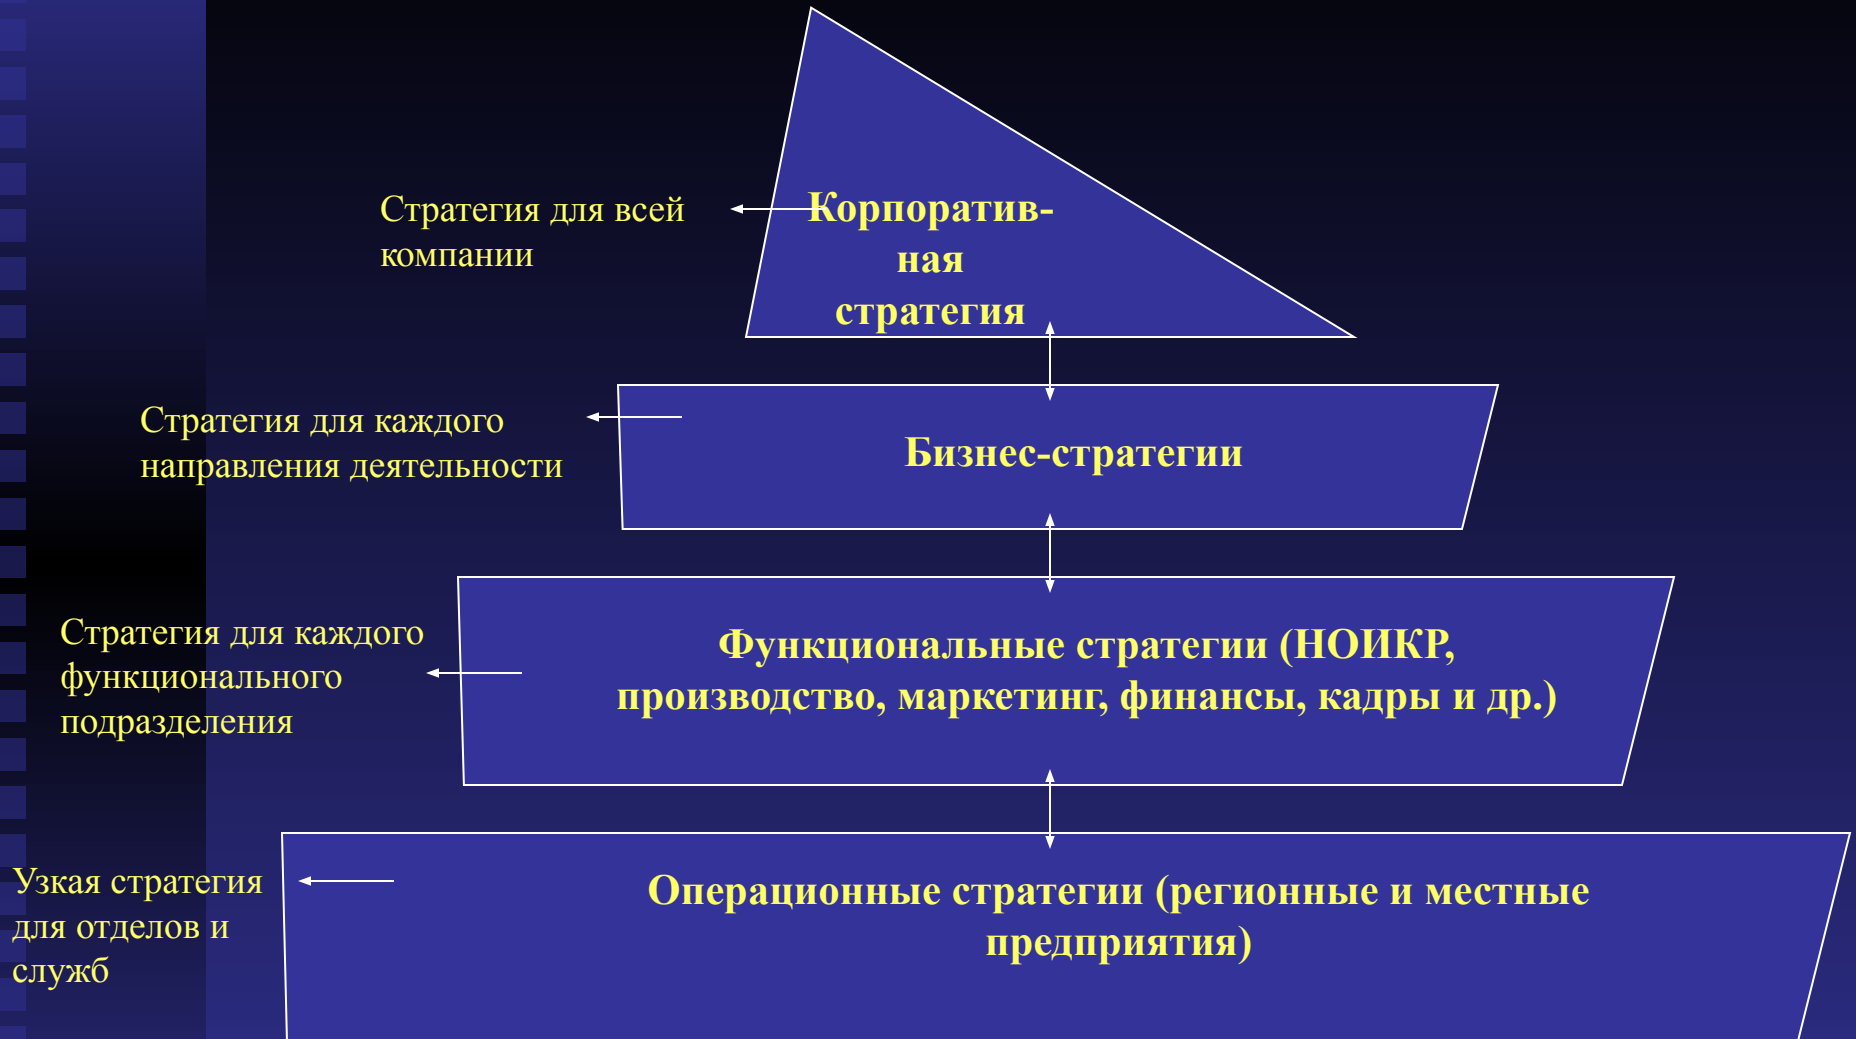 Стратегия для всей
компании
Корпоратив-
ная
стратегия
Стратегия для каждого
направления деятельности
Бизнес-стратегии
Стратегия для каждого
функционального
подразделения
Функциональные стратегии (НОИКР,
производство, маркетинг, финансы, кадры и др.)
Узкая стратегия
для отделов и
служб
Операционные стратегии (регионные и местные
предприятия)